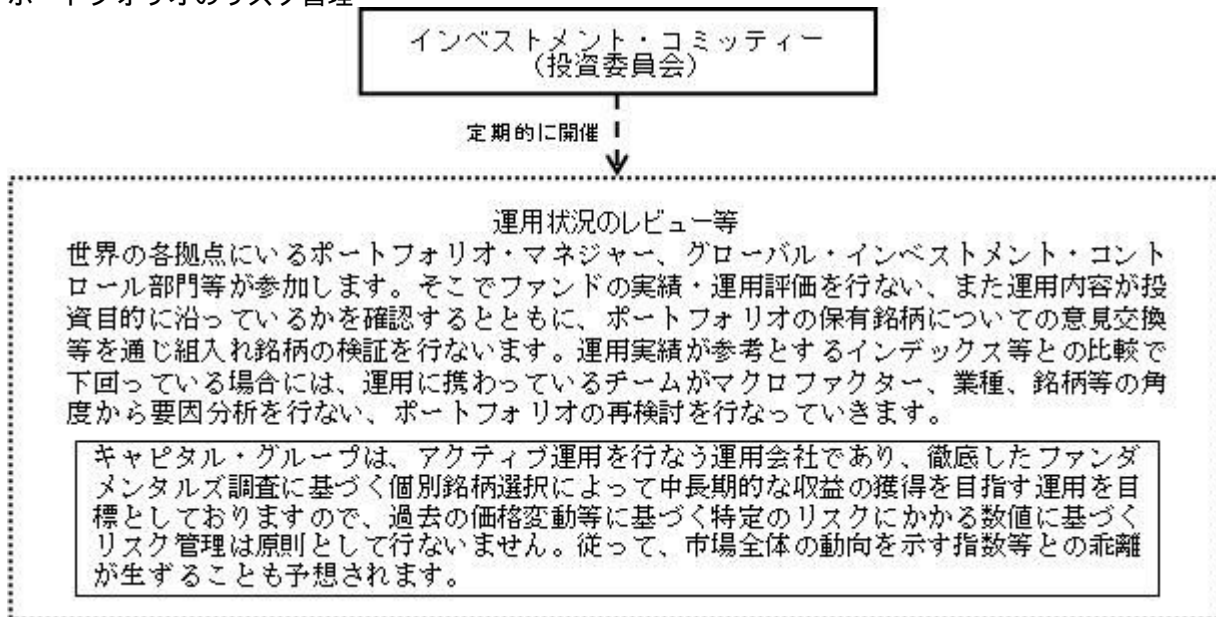 ポートフォリオのリスク管理
インベストメント・コミッティー
(投資委員会)
定期的に開催
運用状況のレビュー等
世界の各拠点にいるポートフォリオ・マネジャー、グローバル・インベストメント・コント
ロール部門等が参加します。そこでファンドの実績・運用評価を行ない、また運用内容が投
資目的に沿っているかを確認するとともに、ポートフォリオの保有銘柄についての意見交換
等を通じ組入れ銘柄の検証を行ないます。運用実績が参考とするインデックス等との比較で
下回っている場合には、運用に携わっているチームがマクロファクター、業種、銘柄等の角
度から要因分析を行ない、ポートフォリオの再検討を行なっていきます。
キャピタル・グループは、アクティブ運用を行なう運用会社であり、徹底したファンダ
メンタルズ調査に基づく個別銘柄選択によって中長期的な収益の獲得を目指す運用を目
標としておりますので、過去の価格変動等に基づく特定のリスクにかかる数値に基づく
リスク管理は原則として行ないません。従って、市場全体の動向を示す指数等との乖離
が生ずることも予想されます。